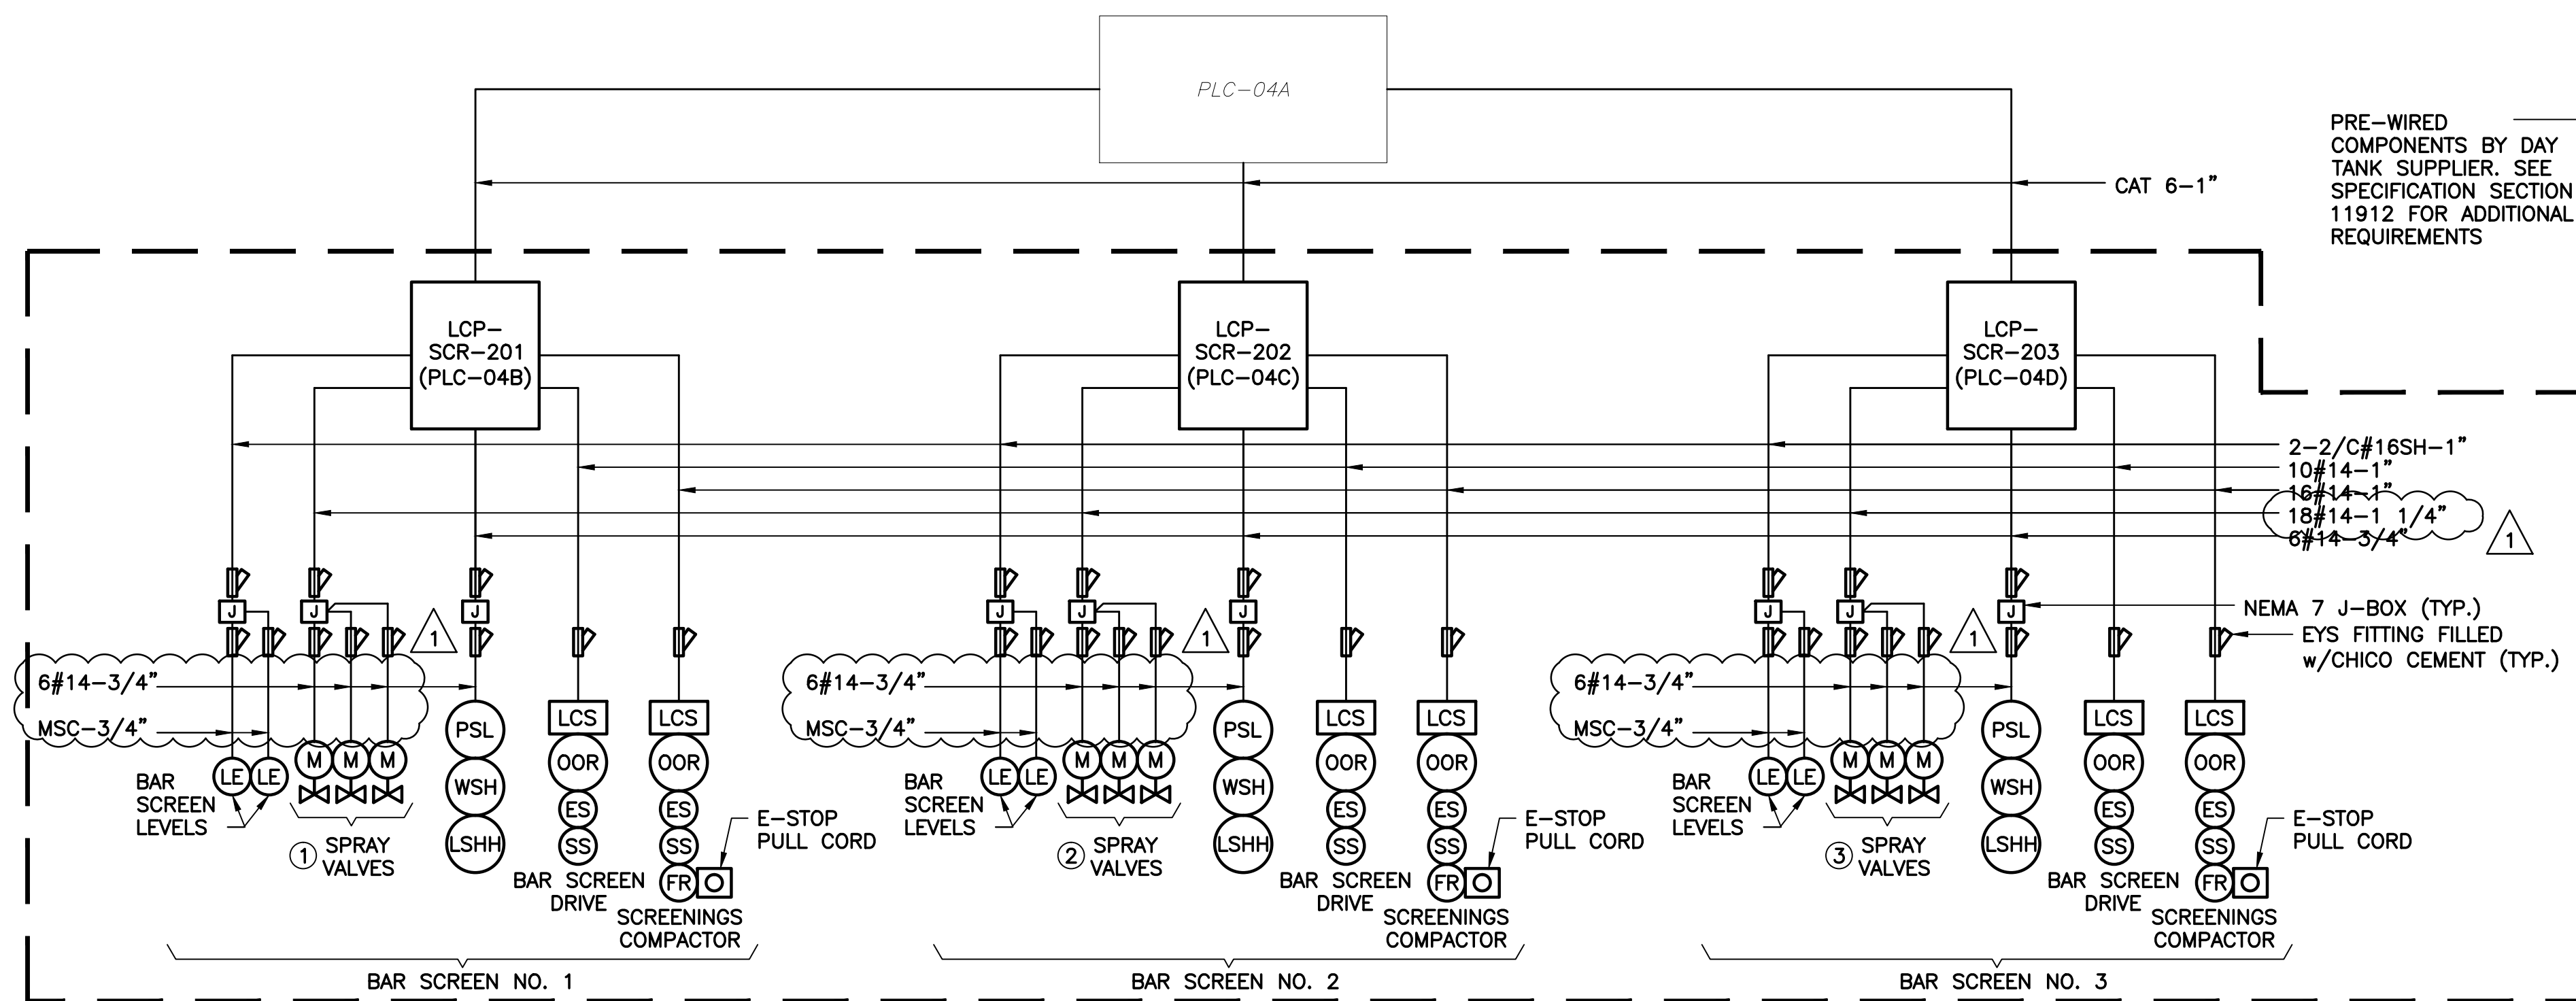 PLC-04A
PRE-WIRED
COMPONENTS BY DAY
TANK SUPPLIER. SEE
SPECIFICATION SECTION
11912 FOR ADDITIONAL
REQUIREMENTS
CAT 6-1"
LCP-
SCR-201
(PLC-04B)
LCP-
SCR-202
(PLC-04C)
LCP-
SCR-203
(PLC-04D)
2-2/C#16SH-1"
10#14-1"
16#14-1"
18#14-1 1/4"
6#14-3/4"
1
NEMA 7 J-BOX (TYP.)
EYS FITTING FILLED
w/CHICO CEMENT (TYP.)
J
J
J
1
6#14-3/4"
MSC-3/4"
BAR
SCREEN
LEVELS
LE
LE
M
M
M
1
SPRAY
VALVES
PSL
WSH
LSHH
LCS
OOR
ES
SS
BAR SCREEN
DRIVE
LCS
OOR
ES
SS
FR
E-STOP
PULL CORD
SCREENINGS
COMPACTOR
BAR SCREEN NO. 1
J
J
J
1
6#14-3/4"
MSC-3/4"
BAR
SCREEN
LEVELS
LE
LE
M
M
M
2
SPRAY
VALVES
PSL
WSH
LSHH
LCS
OOR
ES
SS
BAR SCREEN
DRIVE
LCS
OOR
ES
SS
FR
E-STOP
PULL CORD
SCREENINGS
COMPACTOR
BAR SCREEN NO. 2
J
J
J
1
6#14-3/4"
MSC-3/4"
BAR
SCREEN
LEVELS
LE
LE
M
M
M
3
SPRAY
VALVES
PSL
WSH
LSHH
LCS
OOR
ES
SS
BAR SCREEN
DRIVE
LCS
OOR
ES
SS
FR
E-STOP
PULL CORD
SCREENINGS
COMPACTOR
BAR SCREEN NO. 3